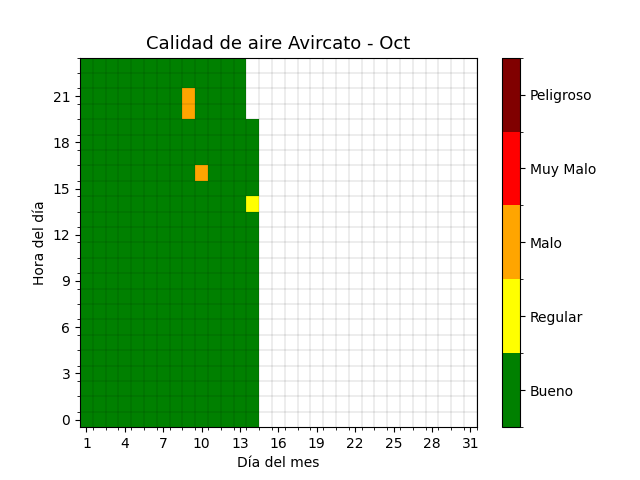 Calidad de aire Avircato - Oct
Peligroso
Muy Malo
Malo
Regular
Bueno
Hora del día
21
18
15
12
9
6
3
0
1 4 7 10 13 16 19 22 25 28 31
Día del mes